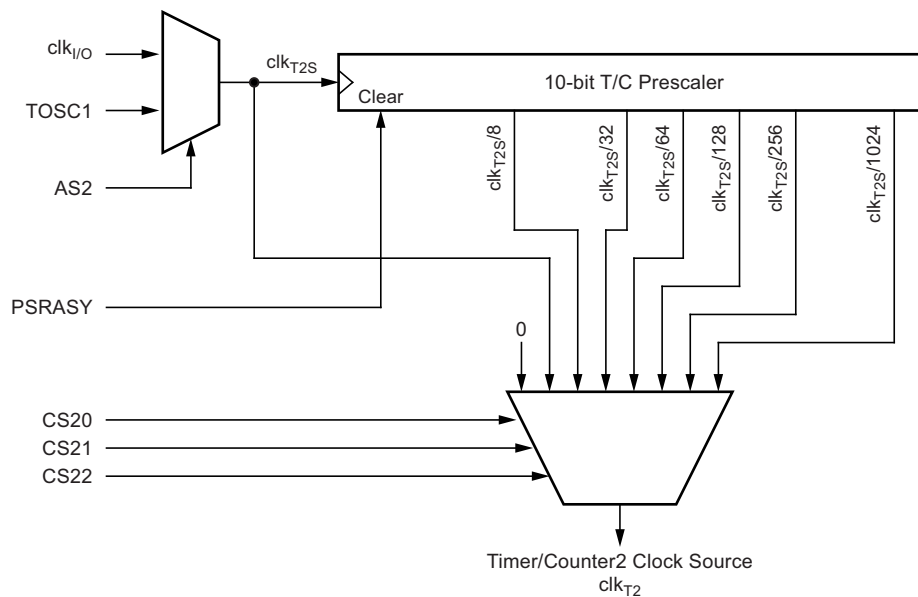 clkI/O
clkT2S
10-bit T/C Prescaler
Clear
TOSC1
AS2
clkT2S/8
clkT2S/32
clkT2S/64
clkT2S/128
clkT2S/256
clkT2S/1024
PSRASY
0
CS20
CS21
CS22
Timer/Counter2 Clock Source
clkT2